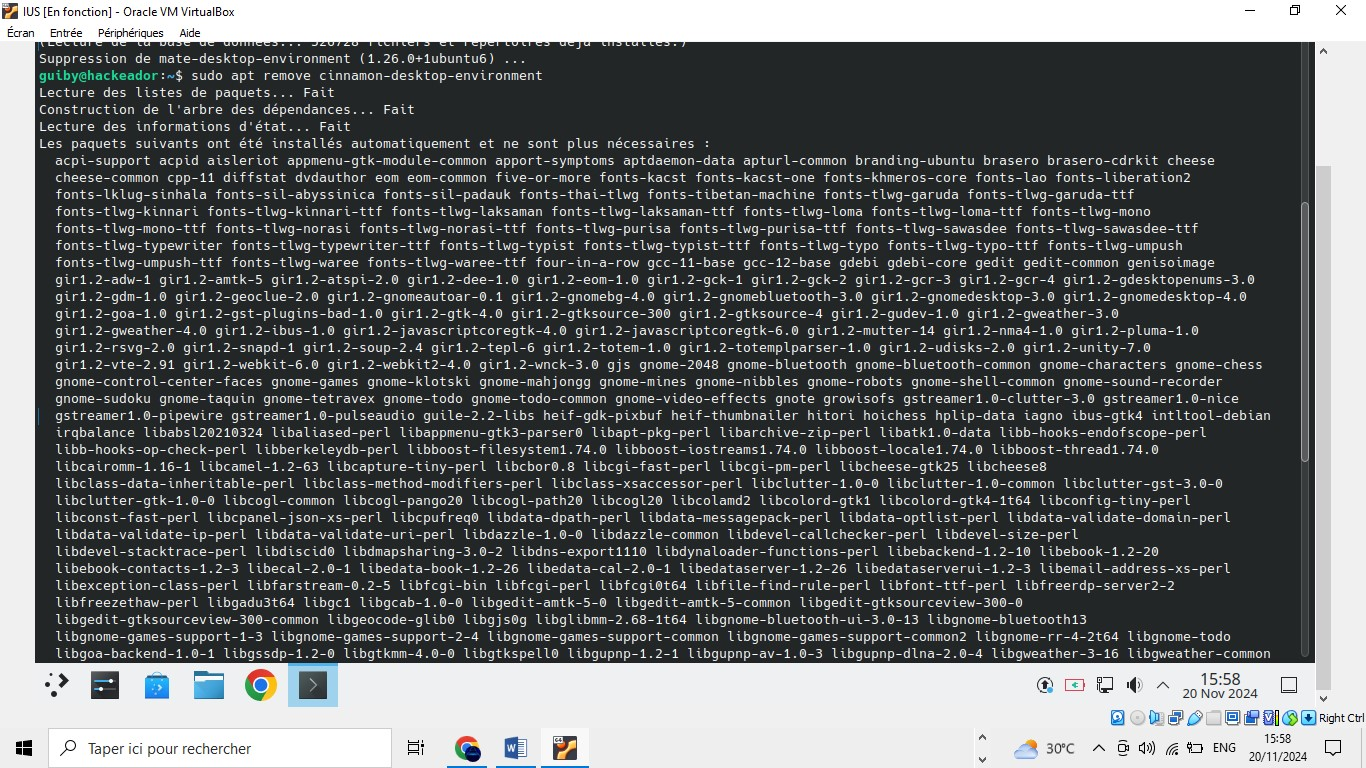 IUS [En fonction] - Oracle VM VirtualBox
Écran Entrée Périphériques Aide
(Lecture de la base de données... 326728 fichiers et répertoires déjà installés.)
Suppression de mate-desktop-environment (1.26.0+1ubuntu6) ...
guiby@hackeador:~$ sudo apt remove cinnamon-desktop-environment
Lecture des listes de paquets... Fait
Construction de l'arbre des dépendances... Fait
Lecture des informations d'état... Fait
Les paquets suivants ont été installés automatiquement et ne sont plus nécessaires :
acpi-support acpid aisleriot appmenu-gtk-module-common apport-symptoms aptdaemon-data apturl-common branding-ubuntu brasero brasero-cdrkit cheese
cheese-common cpp-11 diffstat dvdauthor eom eom-common five-or-more fonts-kacst fonts-kacst-one fonts-khmeros-core fonts-lao fonts-liberation2
fonts-lklug-sinhala fonts-sil-abyssinica fonts-sil-padauk fonts-thai-tlwg fonts-tibetan-machine fonts-tlwg-garuda fonts-tlwg-garuda-ttf
fonts-tlwg-kinnari fonts-tlwg-kinnari-ttf fonts-tlwg-laksaman fonts-tlwg-laksaman-ttf fonts-tlwg-loma fonts-tlwg-loma-ttf fonts-tlwg-mono
fonts-tlwg-mono-ttf fonts-tlwg-norasi fonts-tlwg-norasi-ttf fonts-tlwg-purisa fonts-tlwg-purisa-ttf fonts-tlwg-sawasdee fonts-tlwg-sawasdee-ttf
fonts-tlwg-typewriter fonts-tlwg-typewriter-ttf fonts-tlwg-typist fonts-tlwg-typist-ttf fonts-tlwg-typo fonts-tlwg-typo-ttf fonts-tlwg-umpush
fonts-tlwg-umpush-ttf fonts-tlwg-waree fonts-tlwg-waree-ttf four-in-a-row gcc-11-base gcc-12-base gdebi gdebi-core gedit gedit-common genisoimage
gir1.2-adw-1 gir1.2-amtk-5 gir1.2-atspi-2.0 gir1.2-dee-1.0 gir1.2-eom-1.0 gir1.2-gck-1 gir1.2-gck-2 gir1.2-gcr-3 gir1.2-gcr-4 gir1.2-gdesktopenums-3.0
gir1.2-gdm-1.0 gir1.2-geoclue-2.0 gir1.2-gnomeautoar-0.1 gir1.2-gnomebg-4.0 gir1.2-gnomebluetooth-3.0 gir1.2-gnomedesktop-3.0 gir1.2-gnomedesktop-4.0
gir1.2-goa-1.0 gir1.2-gst-plugins-bad-1.0 gir1.2-gtk-4.0 gir1.2-gtksource-300 gir1.2-gtksource-4 gir1.2-gudev-1.0 gir1.2-gweather-3.0
gir1.2-gweather-4.0 gir1.2-ibus-1.0 gir1.2-javascriptcoregtk-4.0 gir1.2-javascriptcoregtk-6.0 gir1.2-mutter-14 gir1.2-nma4-1.0 gir1.2-pluma-1.0
gir1.2-rsvg-2.0 gir1.2-snapd-1 gir1.2-soup-2.4 gir1.2-tepl-6 gir1.2-totem-1.0 gir1.2-totemplparser-1.0 gir1.2-udisks-2.0 gir1.2-unity-7.0
gir1.2-vte-2.91 gir1.2-webkit-6.0 gir1.2-webkit2-4.0 gir1.2-wnck-3.0 gjs gnome-2048 gnome-bluetooth gnome-bluetooth-common gnome-characters gnome-chess
gnome-control-center-faces gnome-games gnome-klotski gnome-mahjongg gnome-mines gnome-nibbles gnome-robots gnome-shell-common gnome-sound-recorder
gnome-sudoku gnome-taquin gnome-tetravex gnome-todo gnome-todo-common gnome-video-effects gnote growisofs gstreamer1.0-clutter-3.0 gstreamer1.0-nice
gstreamer1.0-pipewire gstreamer1.0-pulseaudio guile-2.2-libs heif-gdk-pixbuf heif-thumbnailer hitori hoichess hplip-data iagno ibus-gtk4 intltool-debian
irqbalance libabsl20210324 libaliased-perl libappmenu-gtk3-parser0 libapt-pkg-perl libarchive-zip-perl libatk1.0-data libb-hooks-endofscope-perl
libb-hooks-op-check-perl libberkeleydb-perl libboost-filesystem1.74.0 libboost-iostreams1.74.0 libboost-locale1.74.0 libboost-thread1.74.0
libcairomm-1.16-1 libcamel-1.2-63 libcapture-tiny-perl libcbor0.8 libcgi-fast-perl libcgi-pm-perl libcheese-gtk25 libcheese8
libclass-data-inheritable-perl libclass-method-modifiers-perl libclass-xsaccessor-perl libclutter-1.0-0 libclutter-1.0-common libclutter-gst-3.0-0
libclutter-gtk-1.0-0 libcogl-common libcogl-pango20 libcogl-path20 libcogl20 libcolamd2 libcolord-gtk1 libcolord-gtk4-1t64 libconfig-tiny-perl
libconst-fast-perl libcpanel-json-xs-perl libcpufreq0 libdata-dpath-perl libdata-messagepack-perl libdata-optlist-perl libdata-validate-domain-perl
libdata-validate-ip-perl libdata-validate-uri-perl libdazzle-1.0-0 libdazzle-common libdevel-callchecker-perl libdevel-size-perl
libdevel-stacktrace-perl libdiscid0 libdmapsharing-3.0-2 libdns-export1110 libdynaloader-functions-perl libebackend-1.2-10 libebook-1.2-20
libebook-contacts-1.2-3 libecal-2.0-1 libedata-book-1.2-26 libedata-cal-2.0-1 libedataserver-1.2-26 libedataserverui-1.2-3 libemail-address-xs-perl
libexception-class-perl libfarstream-0.2-5 libfcgi-bin libfcgi-perl libfcgi0t64 libfile-find-rule-perl libfont-ttf-perl libfreerdp-server2-2
libfreezethaw-perl libgadu3t64 libgc1 libgcab-1.0-0 libgedit-amtk-5-0 libgedit-amtk-5-common libgedit-gtksourceview-300-0
libgedit-gtksourceview-300-common libgeocode-glib0 libgjs0g libglibmm-2.68-1t64 libgnome-bluetooth-ui-3.0-13 libgnome-bluetooth13
libgnome-games-support-1-3 libgnome-games-support-2-4 libgnome-games-support-common libgnome-games-support-common2 libgnome-rr-4-2t64 libgnome-todo
libgoa-backend-1.0-1 libgssdp-1.2-0 libgtkmm-4.0-0 libgtkspell0 libgupnp-1.2-1 libgupnp-av-1.0-3 libgupnp-dlna-2.0-4 libgweather-3-16 libgweather-common
15:58
20 Nov 2024
Right Ctrl
Taper ici pour rechercher
30°C
ENG
15:58
20/11/2024